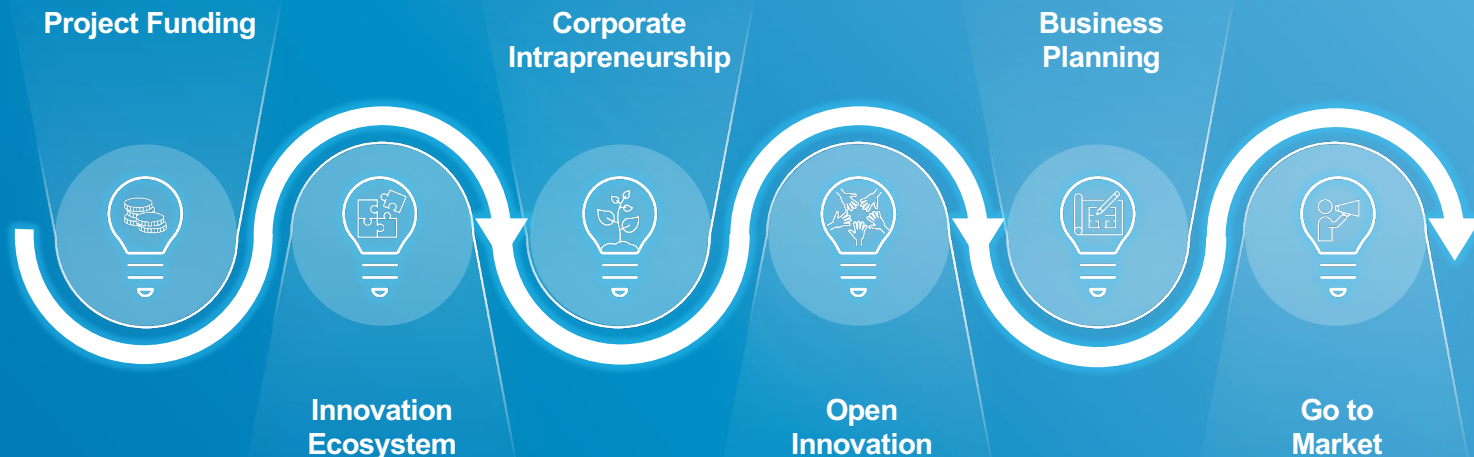 Project Funding
Corporate
Intrapreneurship
Business
Planning
Innovation
Ecosystem
Open
Innovation
Go to
Market